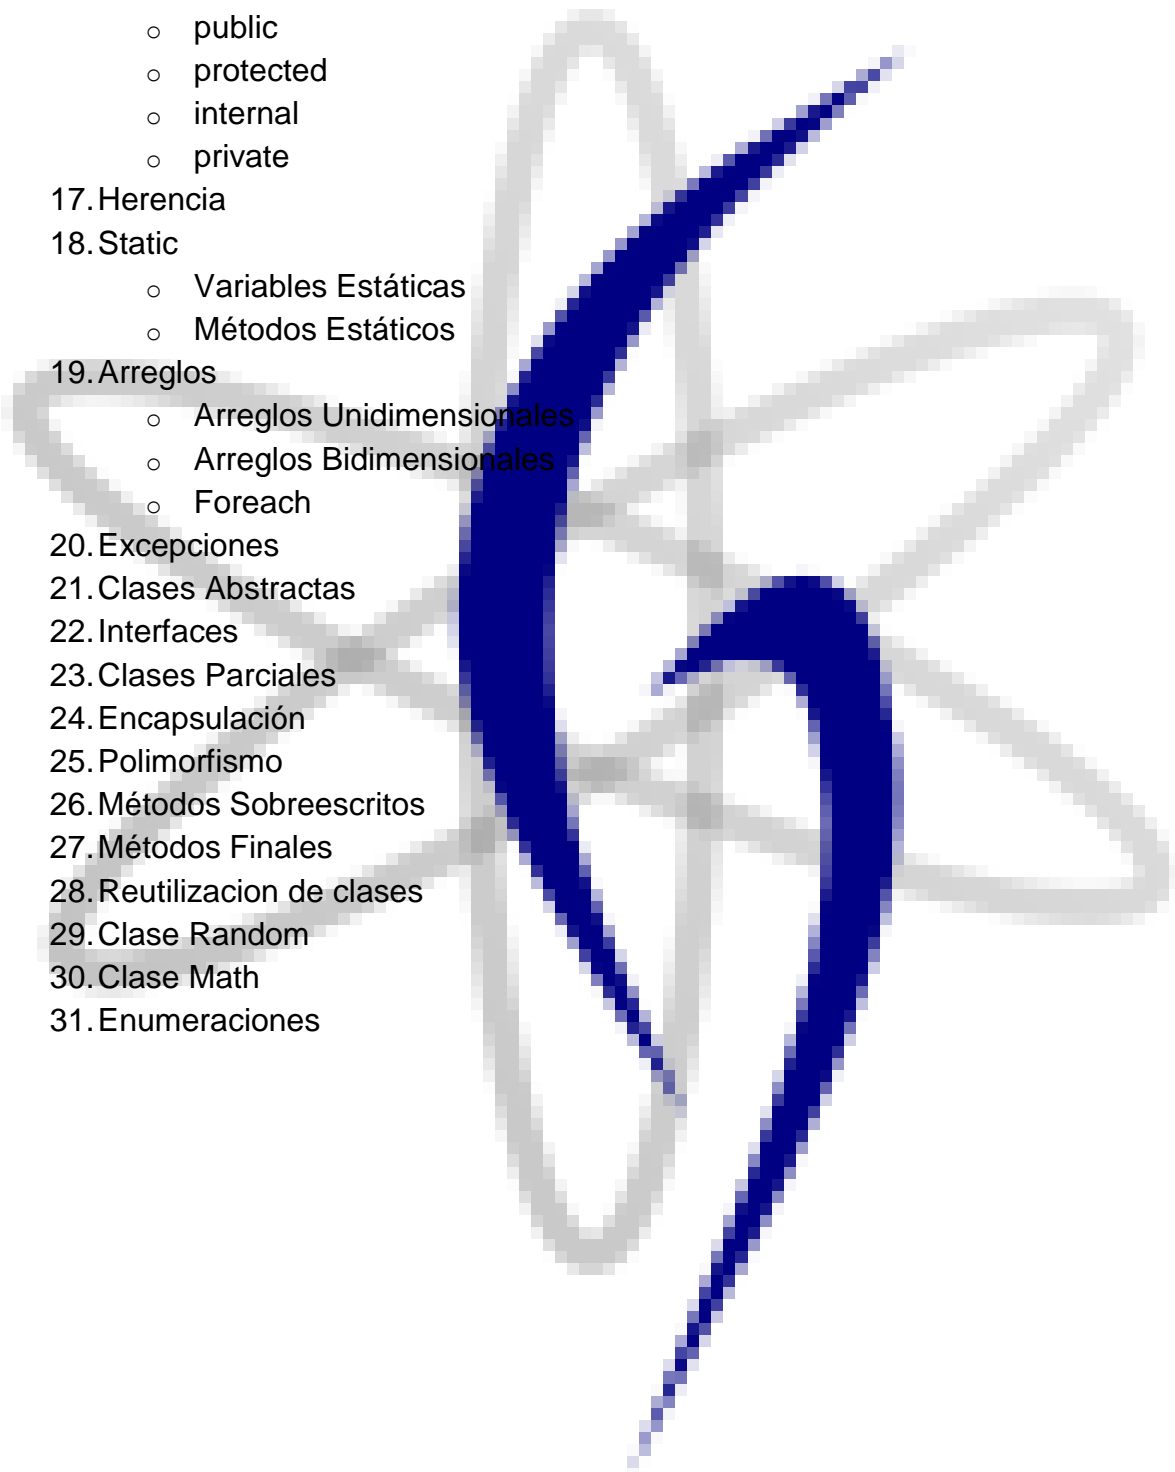 ○ public
○ protected
○ internal
○ private
17. Herencia
18. Static
○ Variables Estáticas
○ Métodos Estáticos
19. Arreglos
○ Arreglos Unidimensionales
○ Arreglos Bidimensionales
○ Foreach
20. Excepciones
21. Clases Abstractas
22. Interfaces
23. Clases Parciales
24. Encapsulación
25. Polimorfismo
26. Métodos Sobreescritos
27. Métodos Finales
28. Reutilizacion de clases
29. Clase Random
30. Clase Math
31. Enumeraciones